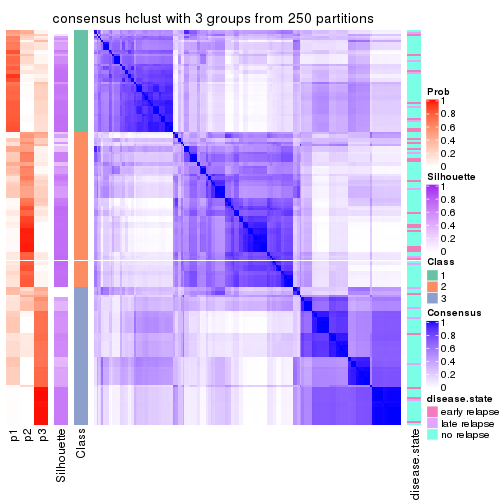 consensus hclust with 3 groups from 250 partitions
Prob
1
0.8
0.6
0.4
0.2
0
Silhouette
1
0.8
0.6
0.4
0.2
0
Class
1
2
3
Consensus
1
0.8
0.6
0.4
0.2
0
disease.state
early relapse
late relapse
no relapse
p1
p2
p3
Silhouette
Class
disease.state